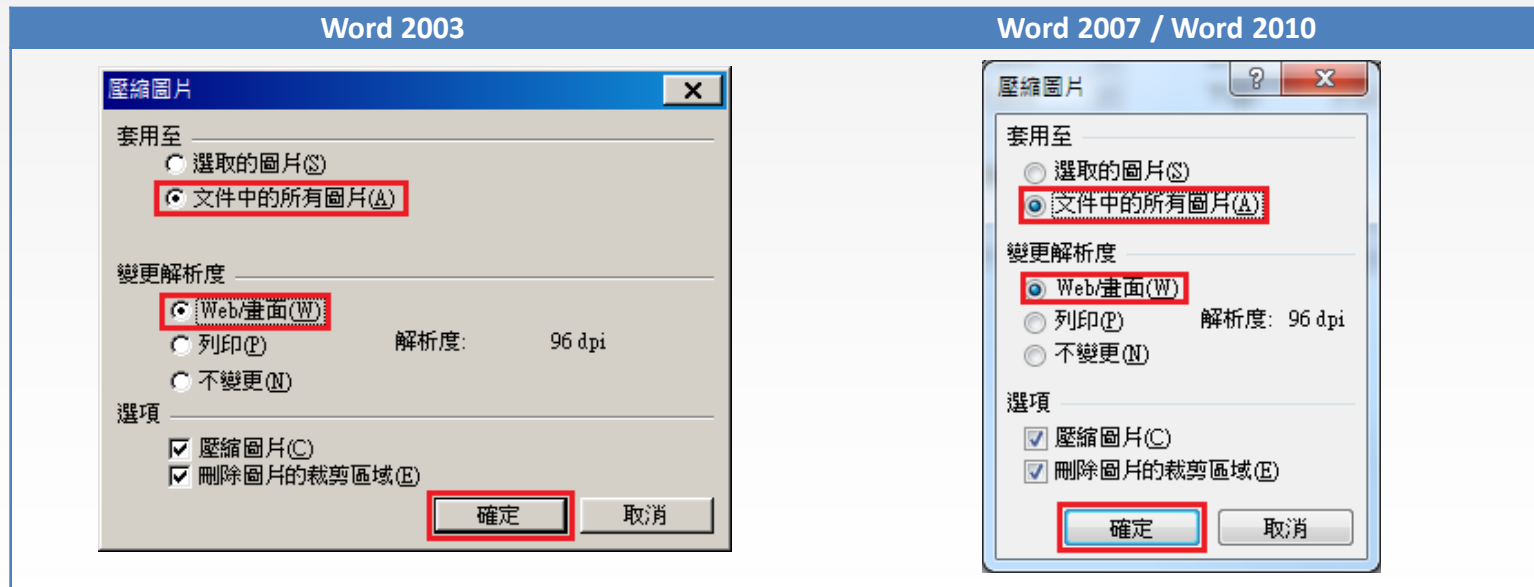 Word 2003
壓縮圖片
套用至
選取的圖片(S)
文件中的所有圖片(A)
變更解析度
Web/畫面(W)
列印(P) 解析度: 96 dpi
不變更(N)
選項
壓縮圖片(C)
刪除圖片的裁剪區域(E)
確定 取消
Word 2007 / Word 2010
壓縮圖片
套用至
選取的圖片(S)
文件中的所有圖片(A)
變更解析度
Web/畫面(W)
列印(P) 解析度: 96 dpi
不變更(N)
選項
壓縮圖片(C)
刪除圖片的裁剪區域(E)
確定 取消